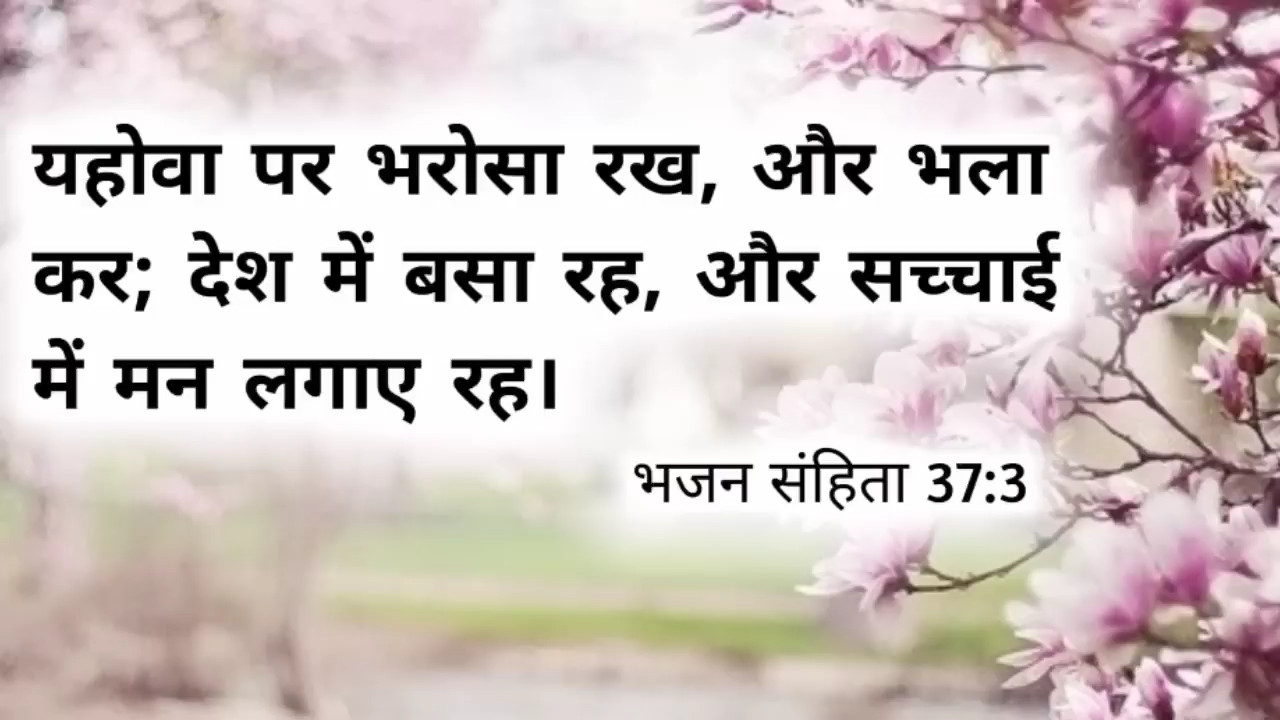 यहोवा पर भरोसा रख, और भला
कर; देश में बसा रह, और सच्चाई
में मन लगाए रह।
भजन संहिता 37:3